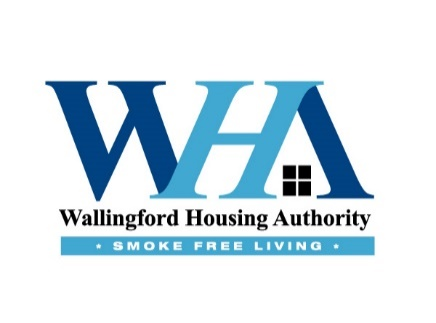 WHA
Wallingford Housing Authority
* SMOKE FREE LIVING *